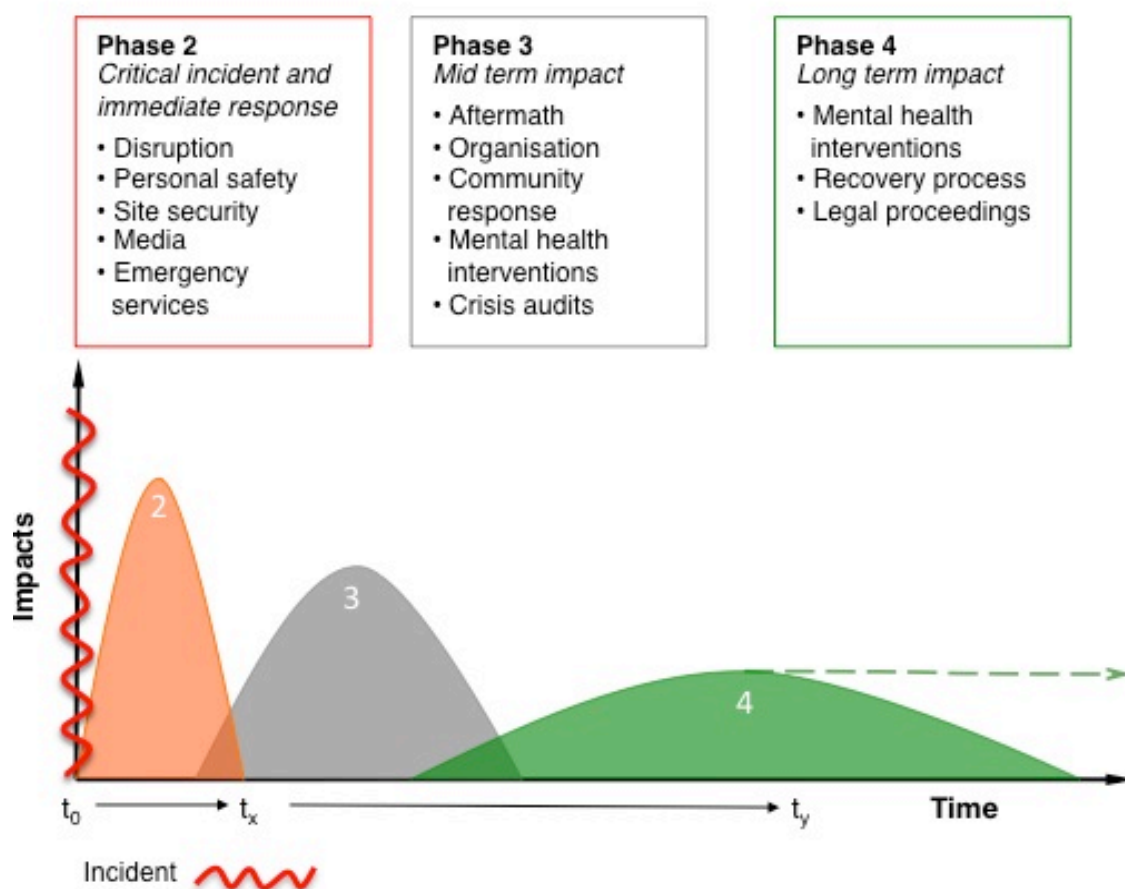 Phase 2
Critical incident and
immediate response
• Disruption
• Personal safety
• Site security
• Media
• Emergency
services
Phase 3
Mid term impact
• Aftermath
• Organisation
• Community
response
• Mental health
interventions
• Crisis audits
Phase 4
Long term impact
• Mental health
interventions
• Recovery process
• Legal proceedings
Impacts
2
3
4
t0
tx
ty
Time
Incident